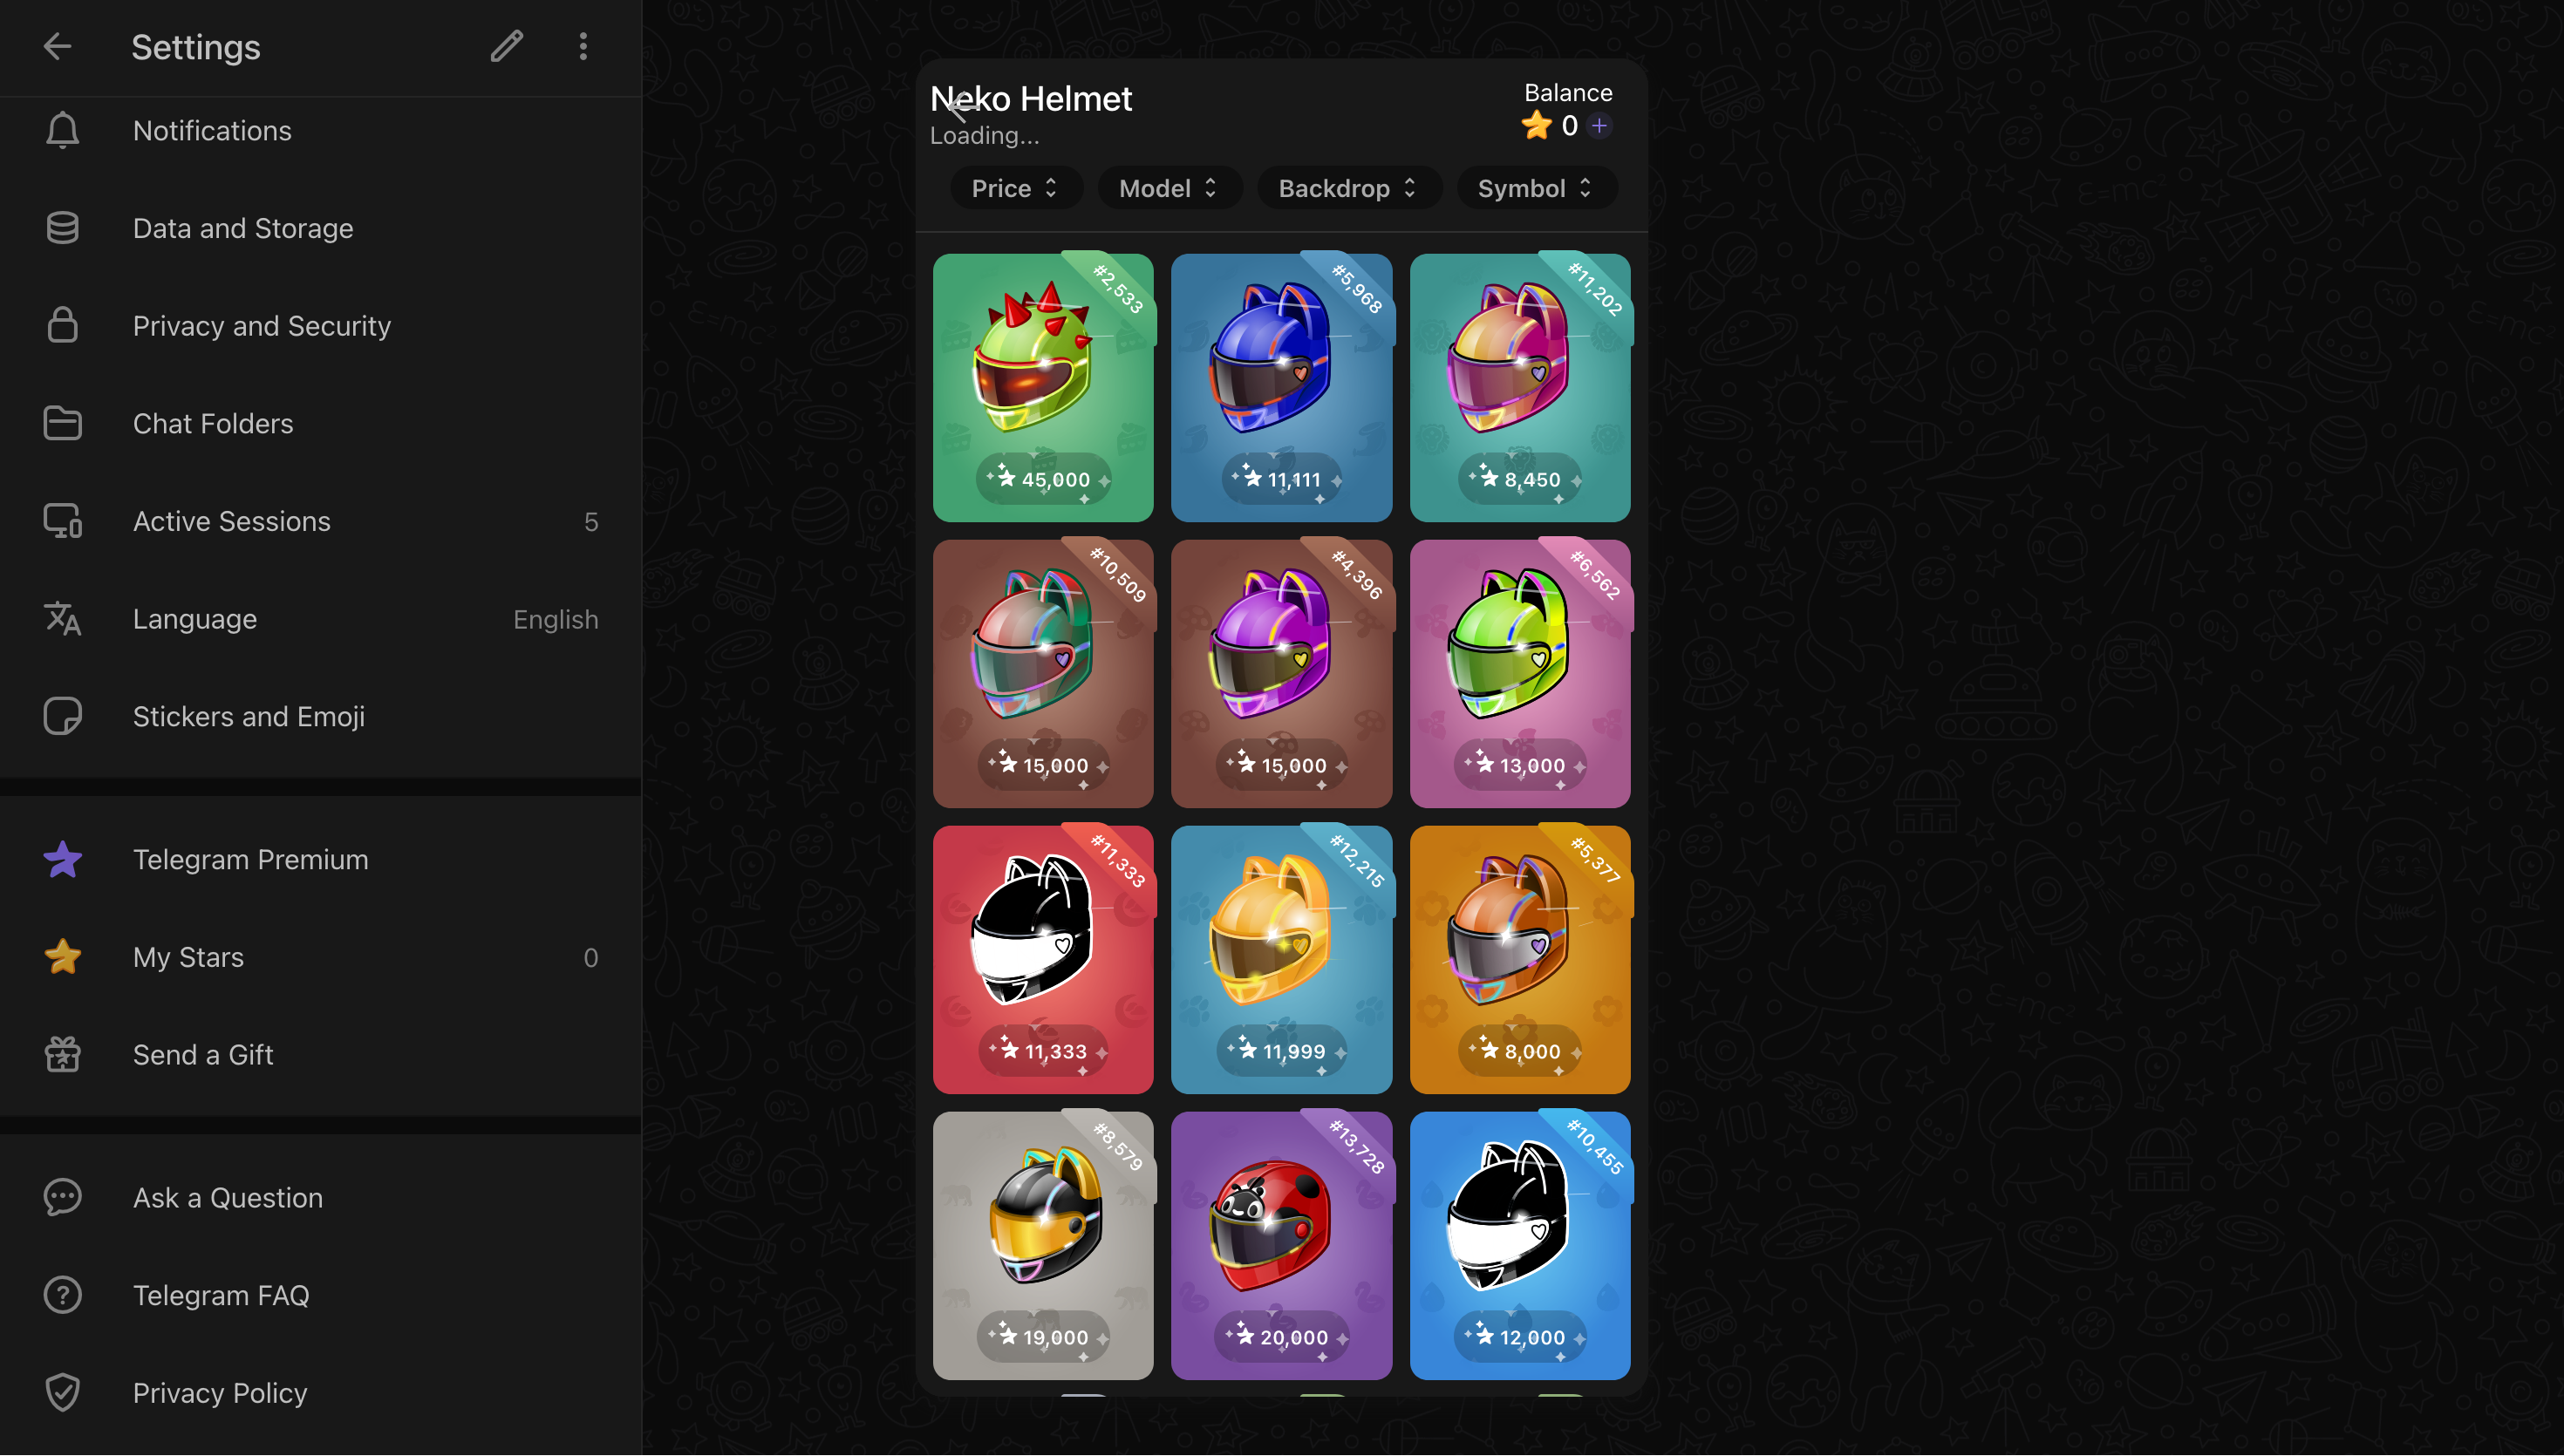 Settings
Notifications
Data and Storage
Privacy and Security
Chat Folders
Active Sessions 5
Language English
Stickers and Emoji
Telegram Premium
My Stars 0
Send a Gift
Ask a Question
Telegram FAQ
Privacy Policy
Neko Helmet
Loading...
Balance
0 +
Price Model Backdrop Symbol
#2,533 #5,968 #11,202
45,000 11,111 8,450
#10,509 #4,396 #6,562
15,000 15,000 13,000
#11,333 #12,215 #5,377
11,333 11,999 8,000
#8,579 #13,728 #10,455
19,000 20,000 12,000